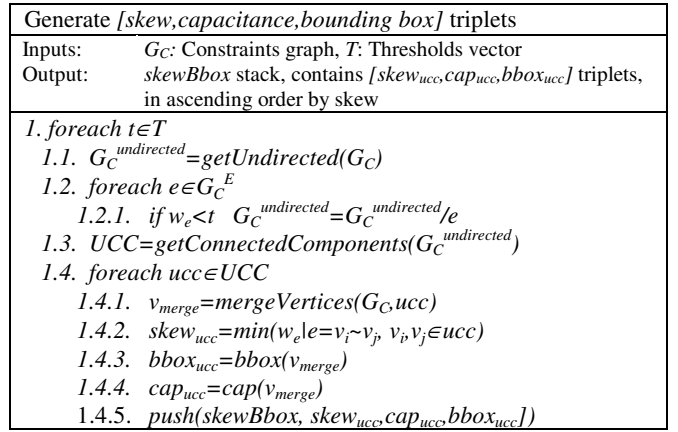 Generate [skew,capacitance,bounding box] triplets
Inputs: G_C: Constraints graph, T: Thresholds vector
Output: skewBbox stack, contains [skew_ucc,cap_ucc,bbox_ucc] triplets,
in ascending order by skew
1. foreach t∈T
1.1. G_C^undirected=getUndirected(G_C)
1.2. foreach e∈G_C^E
1.2.1. if w_e<t G_C^undirected=G_C^undirected/e
1.3. UCC=getConnectedComponents(G_C^undirected)
1.4. foreach ucc∈UCC
1.4.1. v_merge=mergeVertices(G_C,ucc)
1.4.2. skew_ucc=min(w_e|e=v_i~v_j, v_i,v_j∈ucc)
1.4.3. bbox_ucc=bbox(v_merge)
1.4.4. cap_ucc=cap(v_merge)
1.4.5. push(skewBbox, skew_ucc,cap_ucc,bbox_ucc])